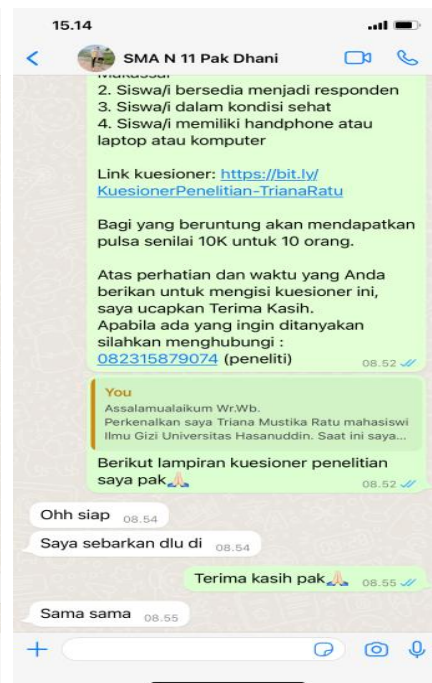 15.14
SMA N 11 Pak Dhani
2. Siswa/i bersedia menjadi responden
3. Siswa/i dalam kondisi sehat
4. Siswa/i memiliki handphone atau
laptop atau komputer
Link kuesioner: https://bit.ly/
KuesionerPenelitian-TrianaRatu
Bagi yang beruntung akan mendapatkan
pulsa senilai 10K untuk 10 orang.
Atas perhatian dan waktu yang Anda
berikan untuk mengisi kuesioner ini,
saya ucapkan Terima Kasih.
Apabila ada yang ingin ditanyakan
silahkan menghubungi :
082315879074 (peneliti) 08.52
You
Assalamualaikum Wr.Wb.
Perkenalkan saya Triana Mustika Ratu mahasiswi
Ilmu Gizi Universitas Hasanuddin. Saat ini saya...
Berikut lampiran kuesioner penelitian
saya pak🙏🏻 08.52
Ohh siap 08.54
Saya sebarkan dlu di 08.54
Terima kasih pak🙏🏻 08.55
Sama sama 08.55